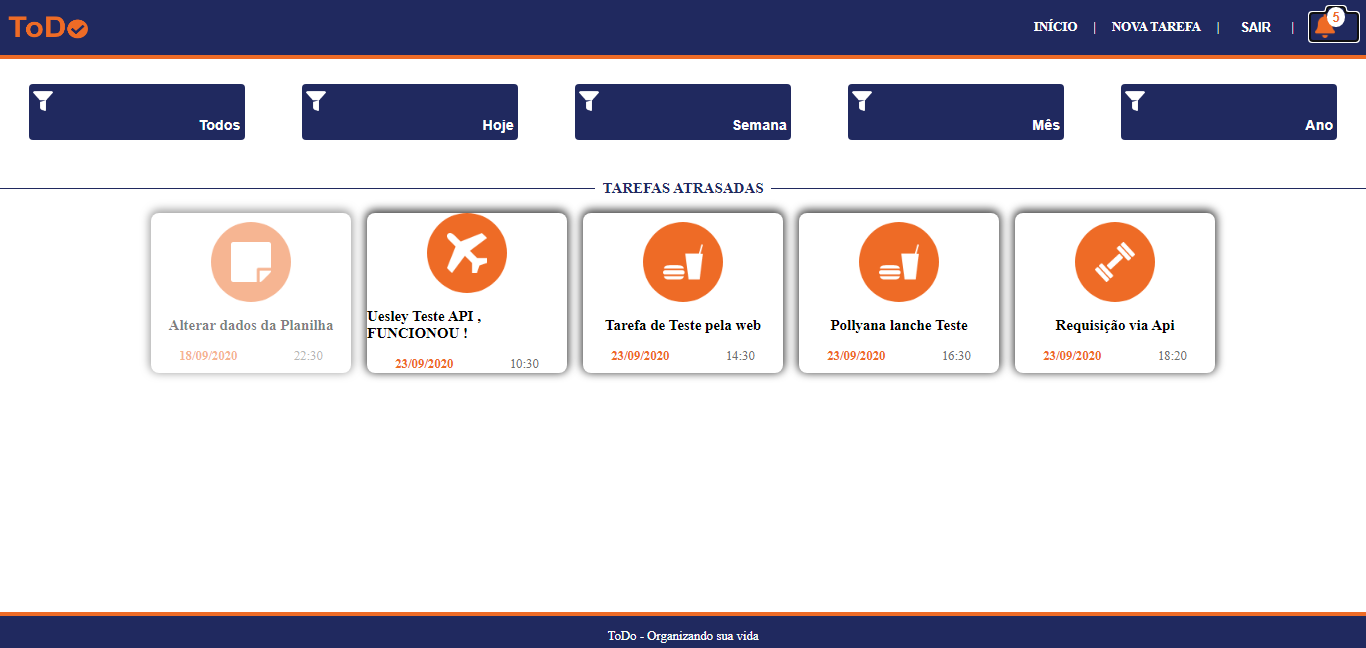 ToDo
INÍCIO | NOVA TAREFA | SAIR | 5
Todos
Hoje
Semana
Mês
Ano
TAREFAS ATRASADAS
Alterar dados da Planilha
18/09/2020 22:30
Uesley Teste API ,
FUNCIONOU !
23/09/2020 10:30
Tarefa de Teste pela web
23/09/2020 14:30
Pollyana lanche Teste
23/09/2020 16:30
Requisição via Api
23/09/2020 18:20
ToDo - Organizando sua vida